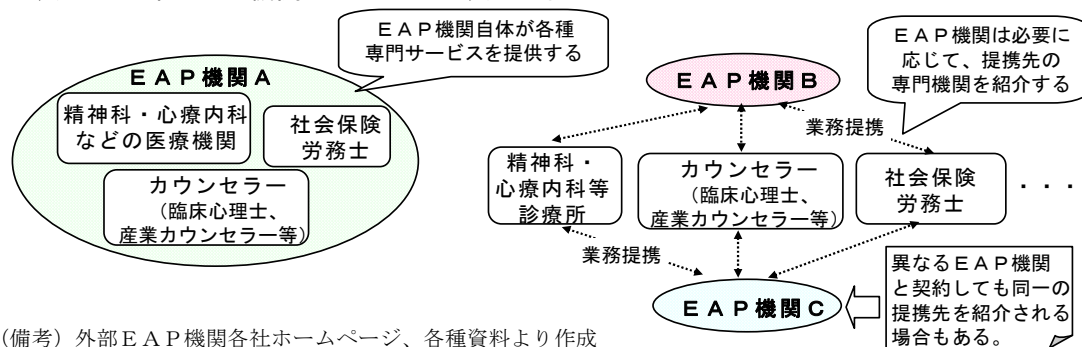 ＥＡＰ機関自体が各種
専門サービスを提供する
ＥＡＰ機関Ａ
精神科・心療内科
などの医療機関
社会保険
労務士
カウンセラー
（臨床心理士、
産業カウンセラー等）
ＥＡＰ機関は必要に
応じて、提携先の
専門機関を紹介する
ＥＡＰ機関Ｂ
業務提携
精神科・
心療内科等
診療所
カウンセラー
（臨床心理士、
産業カウンセラー等）
社会保険
労務士
・・・
業務提携
ＥＡＰ機関Ｃ
異なるＥＡＰ機関
と契約しても同一の
提携先を紹介される
場合もある。
（備考）外部ＥＡＰ機関各社ホームページ、各種資料より作成